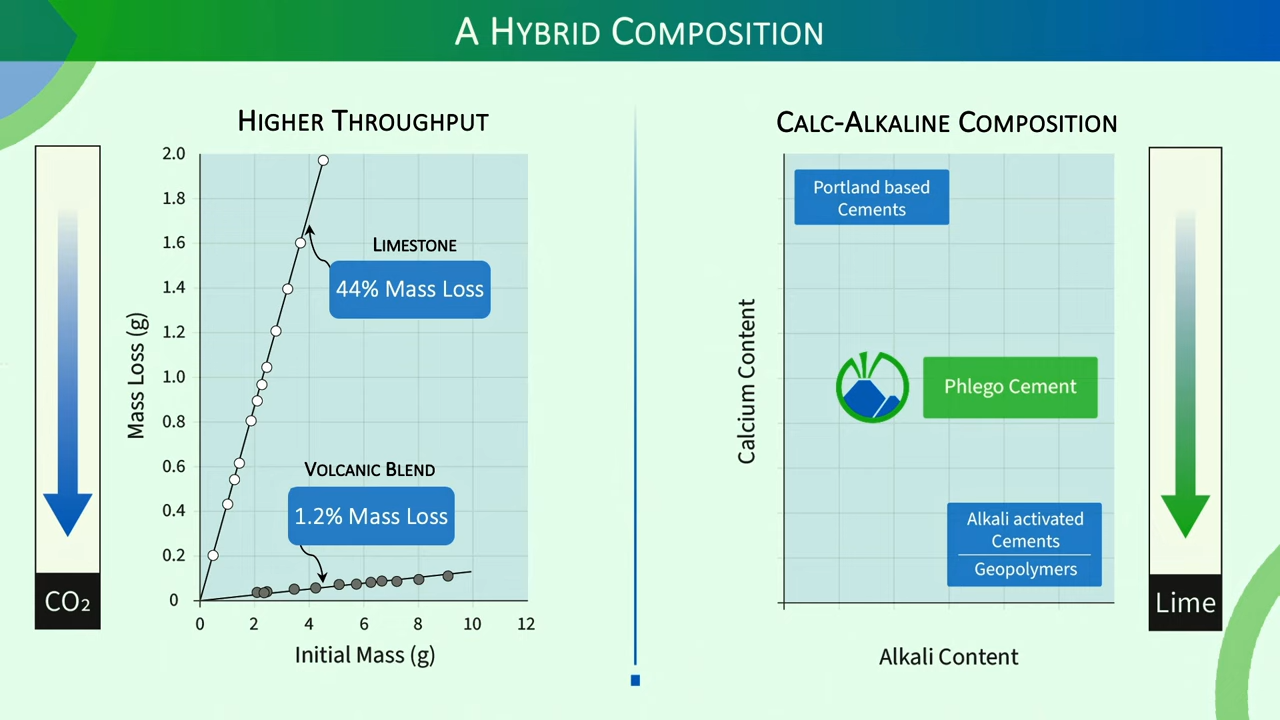 A HYBRID COMPOSITION
HIGHER THROUGHPUT
2.0
1.8
1.6
1.4
1.2
1.0
0.8
0.6
0.4
0.2
0
Mass Loss (g)
LIMESTONE
44% Mass Loss
VOLCANIC BLEND
1.2% Mass Loss
0 2 4 6 8 10 12
Initial Mass (g)
CO₂
CALC-ALKALINE COMPOSITION
Calcium Content
Portland based
Cements
Phlego Cement
Alkali activated
Cements
Geopolymers
Alkali Content
Lime